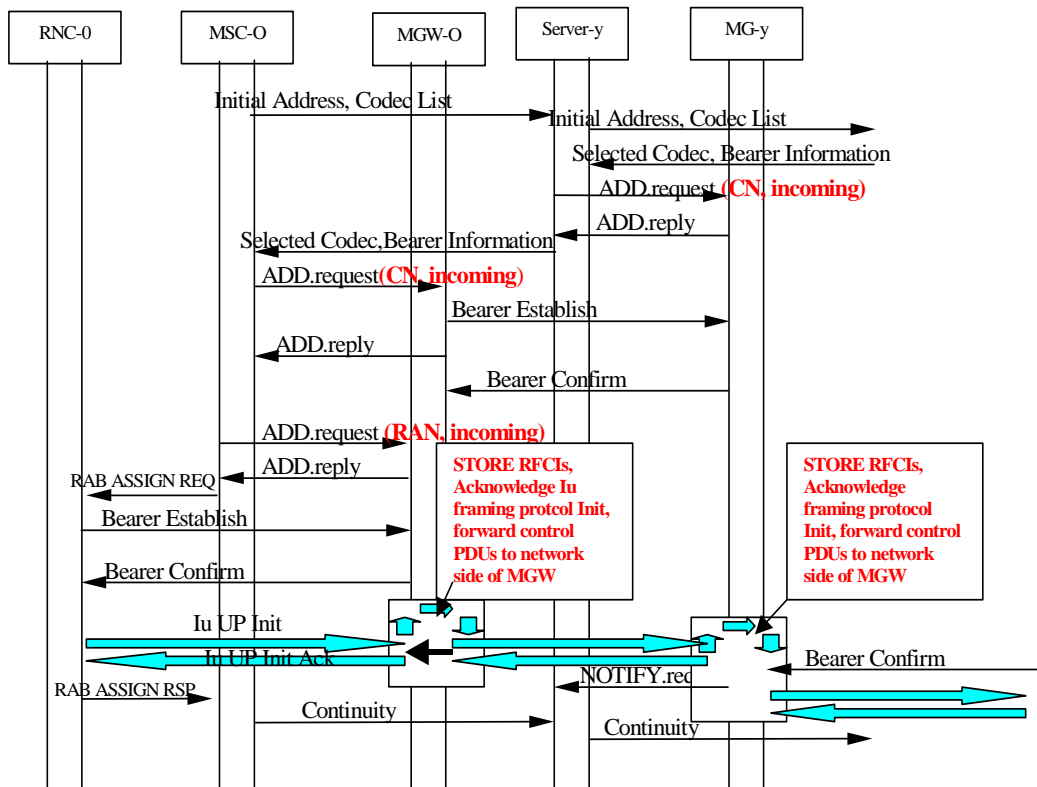 RNC-0
MSC-O
MGW-O
Server-y
MG-y
Initial Address, Codec List
Initial Address, Codec List
Selected Codec, Bearer Information
ADD.request (CN, incoming)
ADD.reply
Selected Codec,Bearer Information
ADD.request(CN, incoming)
Bearer Establish
ADD.reply
Bearer Confirm
ADD.request (RAN, incoming)
ADD.reply
RAB ASSIGN REQ
Bearer Establish
Bearer Confirm
STORE RFCIs,
Acknowledge Iu
framing protcol Init,
forward control
PDUs to network
side of MGW
STORE RFCIs,
Acknowledge
framing protocol
Init, forward control
PDUs to network
side of MGW
Iu UP Init
Iu UP Init Ack
Bearer Confirm
NOTIFY.req
RAB ASSIGN RSP
Continuity
Continuity